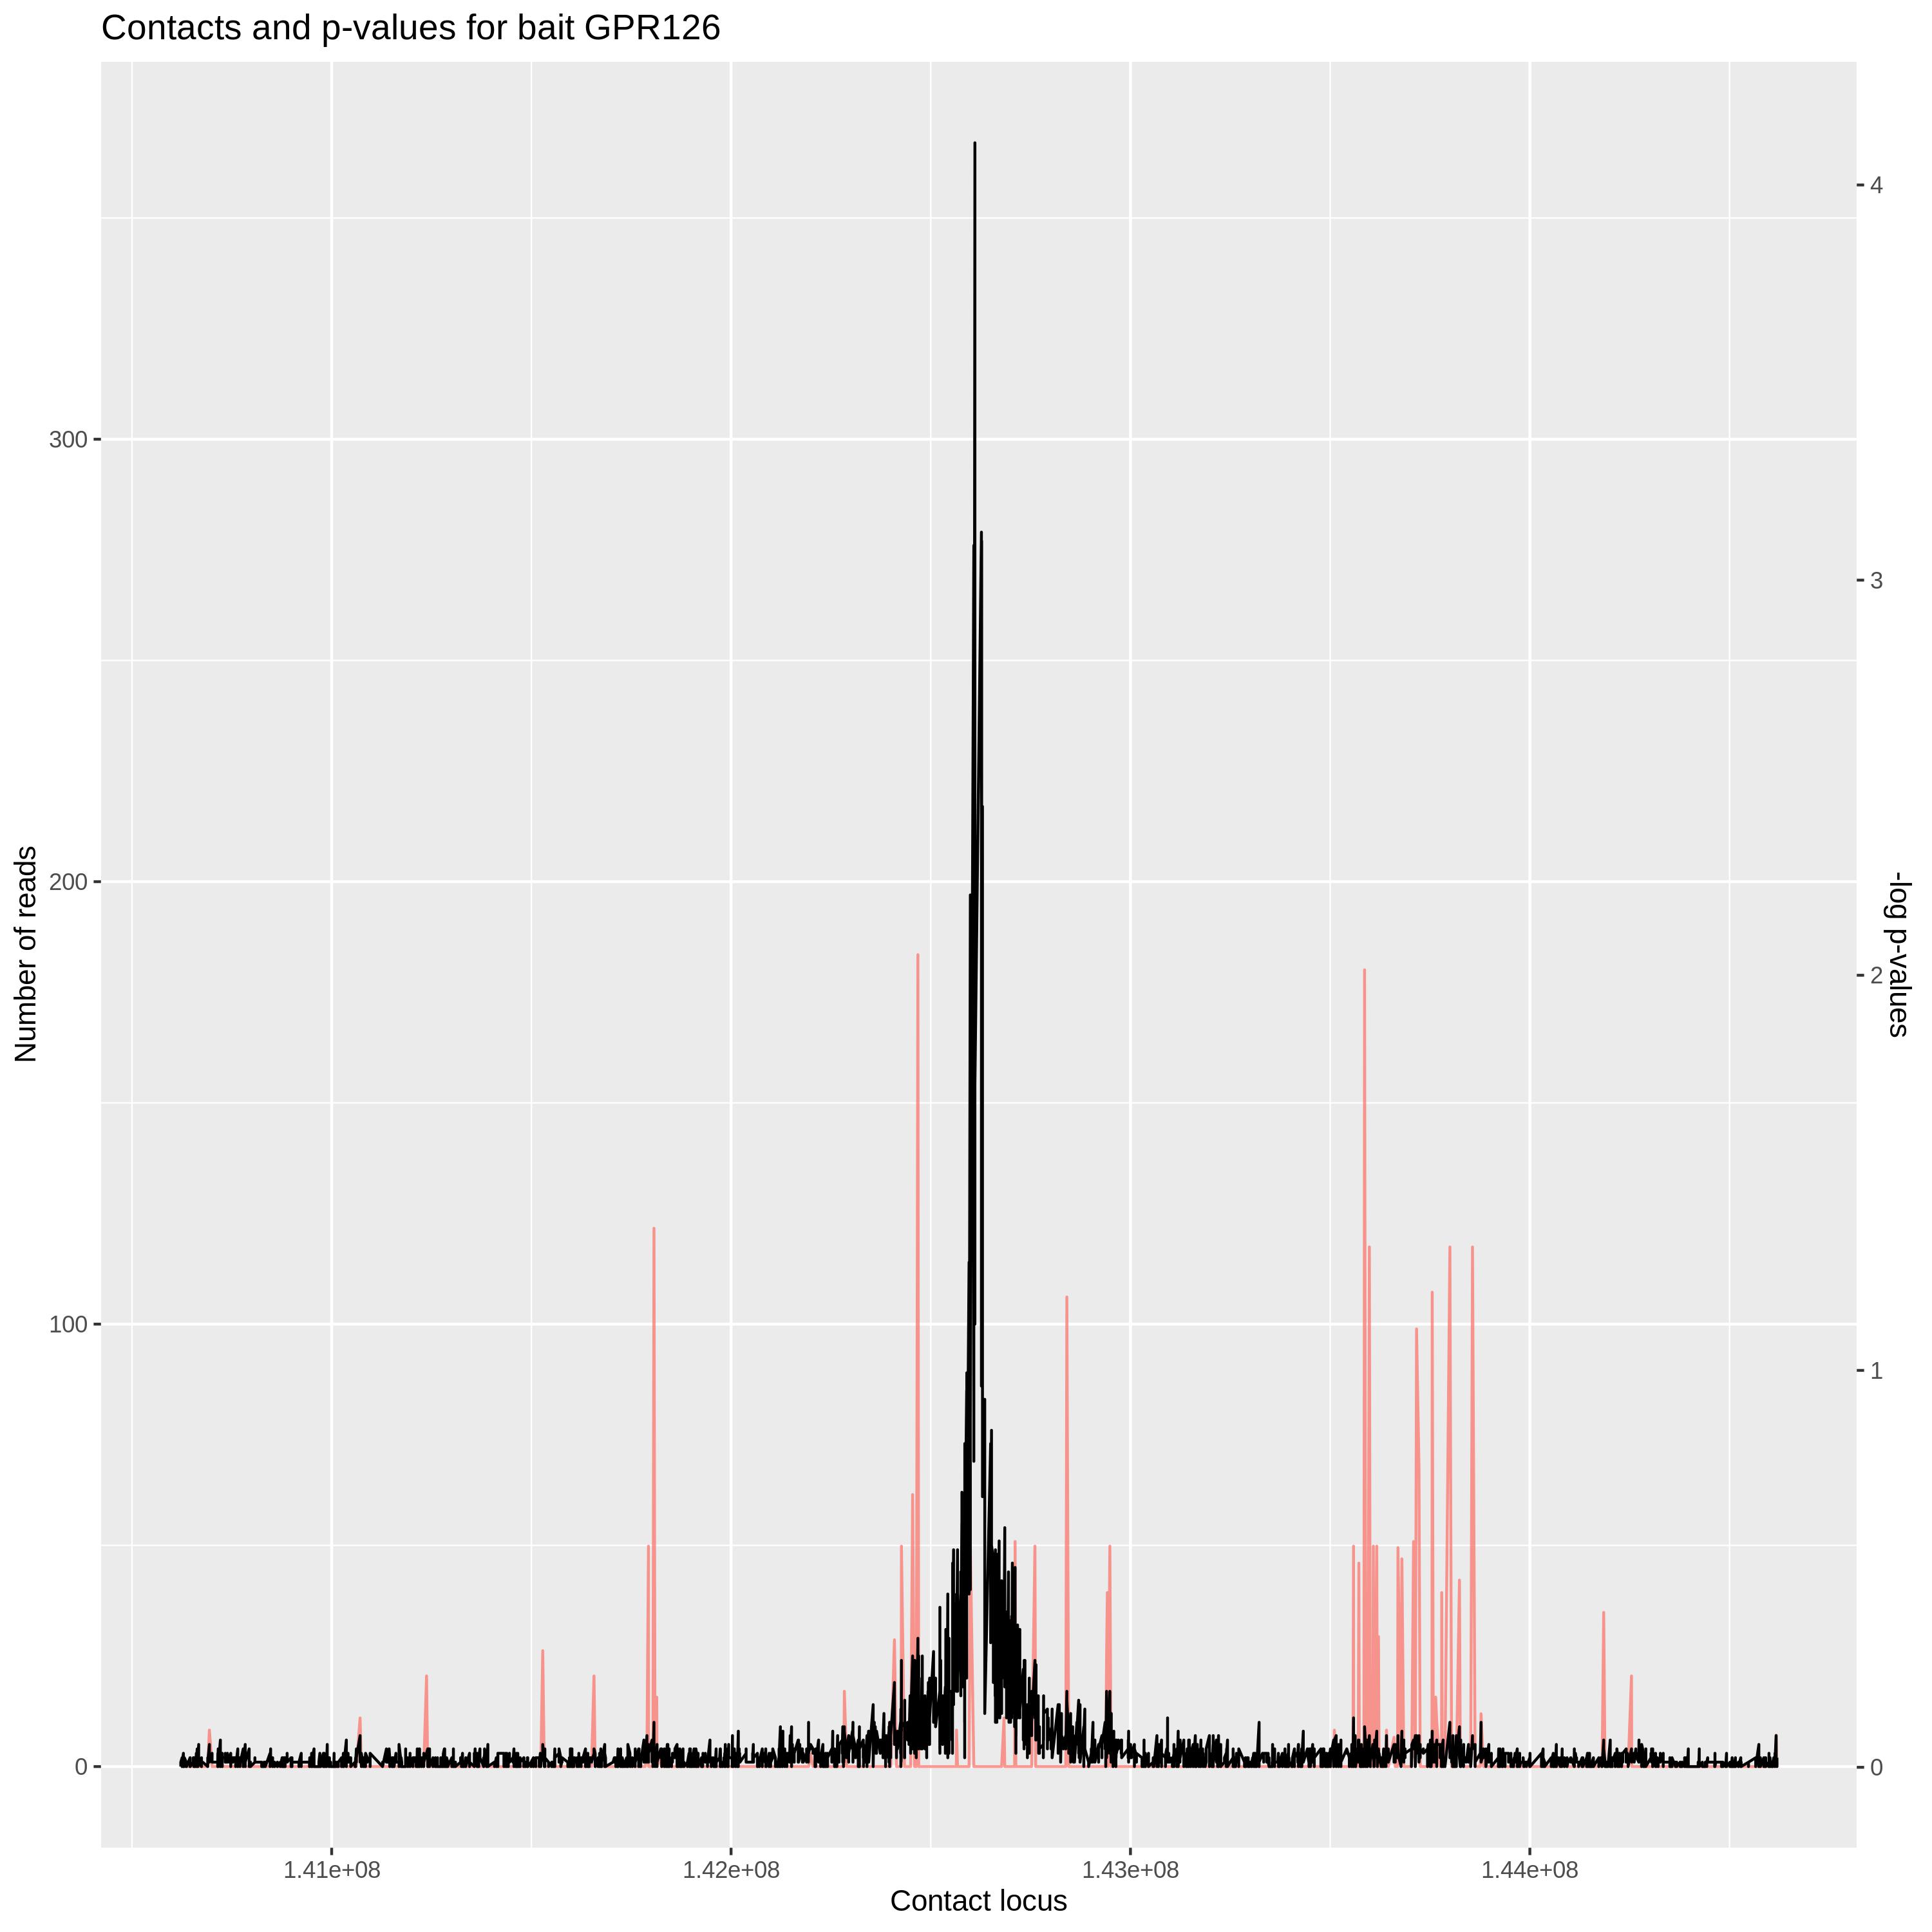 Contacts and p-values for bait GPR126
Number of reads
300
200
100
0
4
3
2
1
0
-log p-values
1.41e+08
1.42e+08
1.43e+08
1.44e+08
Contact locus